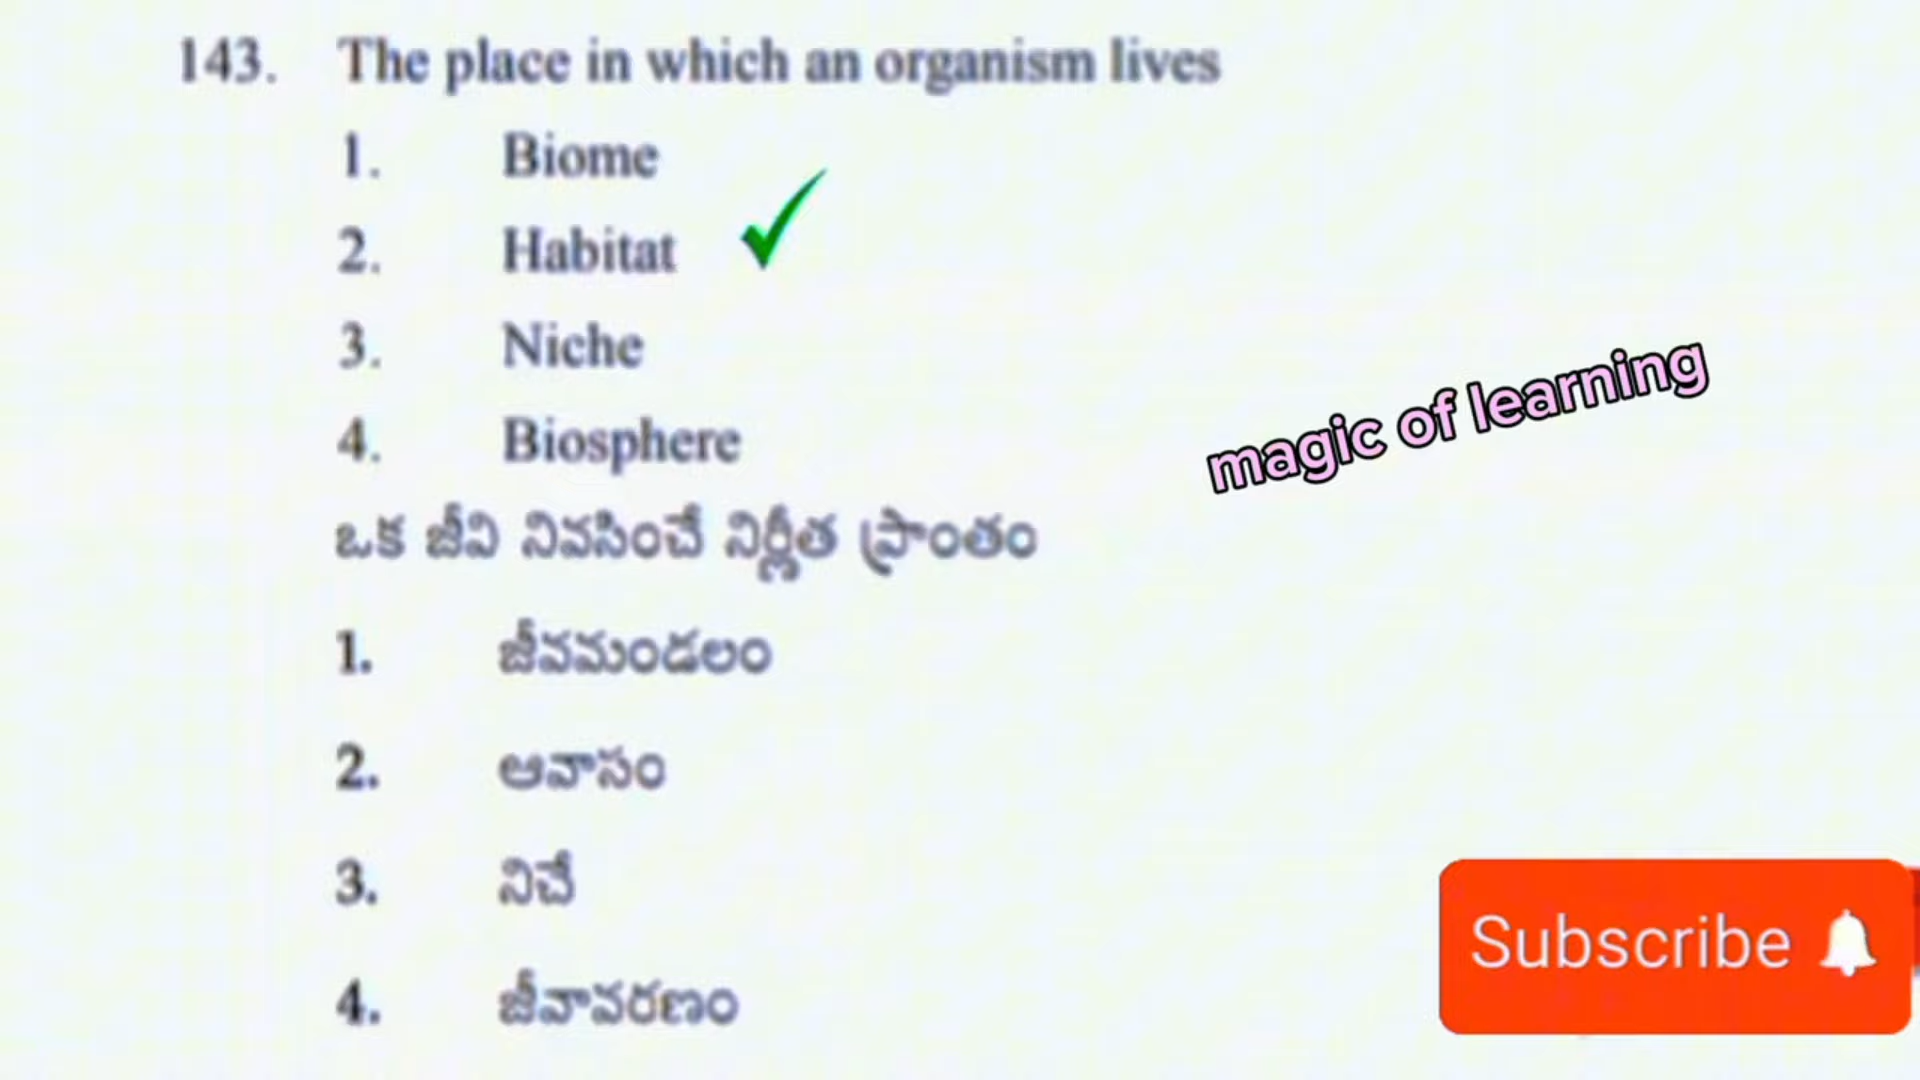 143. The place in which an organism lives
1. Biome
2. Habitat
3. Niche
4. Biosphere
magic of learning
ఒక జీవి నివసించే నిర్ణీత ప్రాంతం
1. జీవమండలం
2. ఆవాసం
3. నిచే
4. జీవావరణం
Subscribe